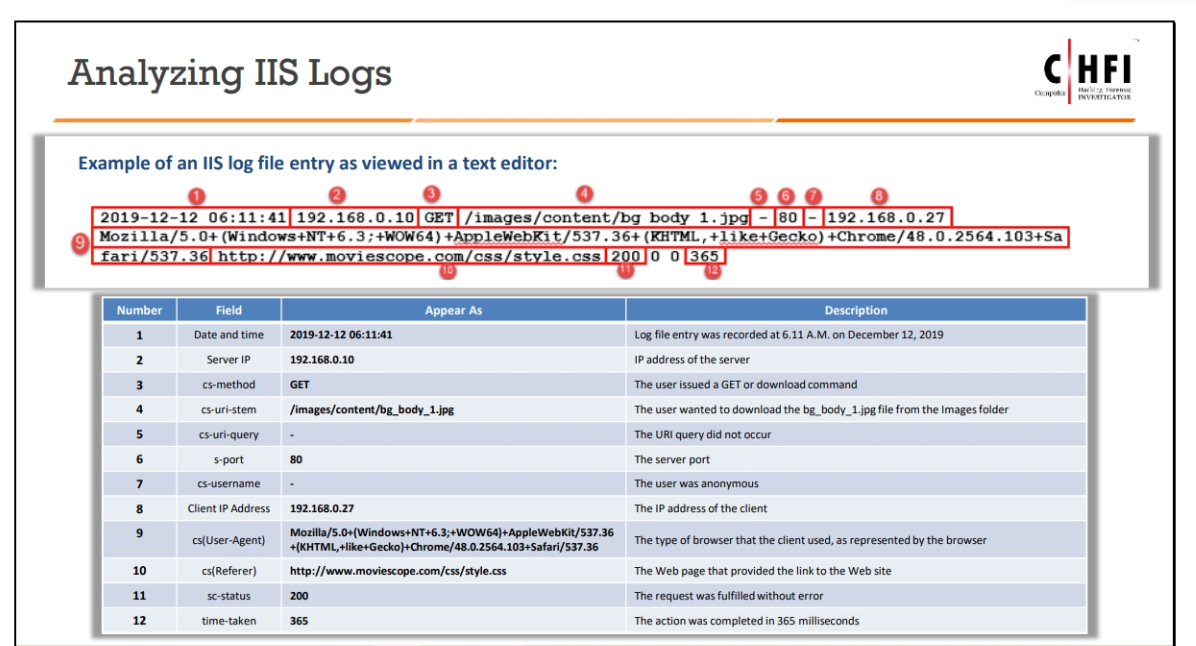 Analyzing IIS Logs
C HFI
Computer Hacking Forensic
INVESTIGATOR
Example of an IIS log file entry as viewed in a text editor:
1 2 3 4 5 6 7 8
2019-12-12 06:11:41 192.168.0.10 GET /images/content/bg_body_1.jpg - 80 - 192.168.0.27
9 Mozilla/5.0+(Windows+NT+6.3;+WOW64)+AppleWebKit/537.36+(KHTML,+like+Gecko)+Chrome/48.0.2564.103+Sa
fari/537.36 http://www.moviescope.com/css/style.css 200 0 0 365
10 11 12
Number Field Appear As Description
1 Date and time 2019-12-12 06:11:41 Log file entry was recorded at 6.11 A.M. on December 12, 2019
2 Server IP 192.168.0.10 IP address of the server
3 cs-method GET The user issued a GET or download command
4 cs-uri-stem /images/content/bg_body_1.jpg The user wanted to download the bg_body_1.jpg file from the Images folder
5 cs-uri-query - The URI query did not occur
6 s-port 80 The server port
7 cs-username - The user was anonymous
8 Client IP Address 192.168.0.27 The IP address of the client
9 cs(User-Agent) Mozilla/5.0+(Windows+NT+6.3;+WOW64)+AppleWebKit/537.36
+(KHTML,+like+Gecko)+Chrome/48.0.2564.103+Safari/537.36 The type of browser that the client used, as represented by the browser
10 cs(Referer) http://www.moviescope.com/css/style.css The Web page that provided the link to the Web site
11 sc-status 200 The request was fulfilled without error
12 time-taken 365 The action was completed in 365 milliseconds